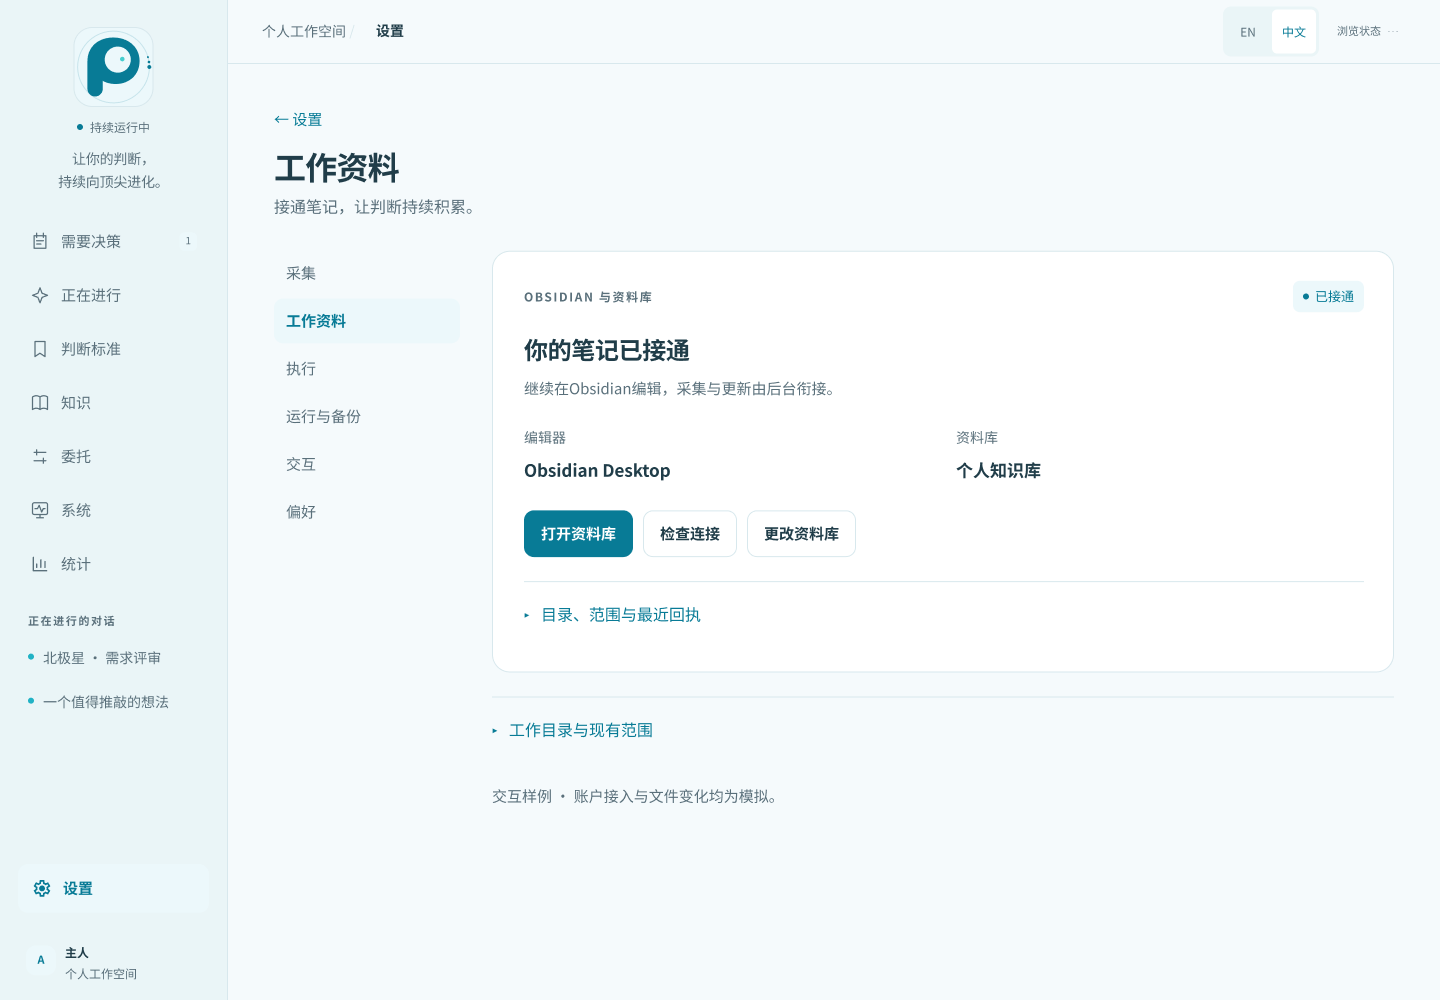 持续运行中
让你的判断，
持续向顶尖进化。
需要决策 1
正在进行
判断标准
知识
委托
系统
统计
正在进行的对话
北极星 · 需求评审
一个值得推敲的想法
设置
A
主人
个人工作空间
个人工作空间 / 设置
EN 中文 浏览状态 ···
← 设置
工作资料
接通笔记，让判断持续积累。
采集
工作资料
执行
运行与备份
交互
偏好
OBSIDIAN 与资料库
已接通
你的笔记已接通
继续在Obsidian编辑，采集与更新由后台衔接。
编辑器 资料库
Obsidian Desktop 个人知识库
打开资料库 检查连接 更改资料库
目录、范围与最近回执
工作目录与现有范围
交互样例 · 账户接入与文件变化均为模拟。